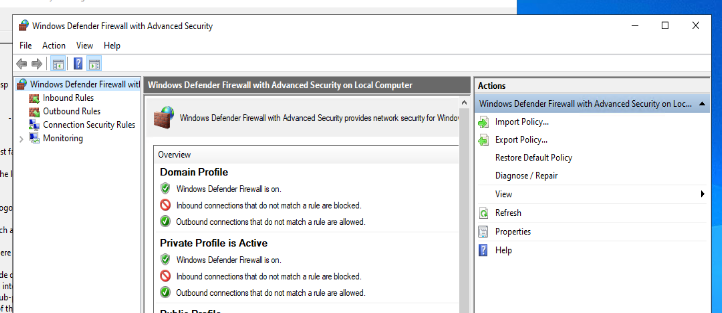 Windows Defender Firewall with Advanced Security
File Action View Help
Windows Defender Firewall wit
Inbound Rules
Outbound Rules
Connection Security Rules
Monitoring
Windows Defender Firewall with Advanced Security on Local Computer
Windows Defender Firewall with Advanced Security provides network security for Window
Overview
Domain Profile
Windows Defender Firewall is on.
Inbound connections that do not match a rule are blocked.
Outbound connections that do not match a rule are allowed.
Private Profile is Active
Windows Defender Firewall is on.
Inbound connections that do not match a rule are blocked.
Outbound connections that do not match a rule are allowed.
Public Profile
Actions
Windows Defender Firewall with Advanced Security on Loc...
Import Policy...
Export Policy...
Restore Default Policy
Diagnose / Repair
View
Refresh
Properties
Help